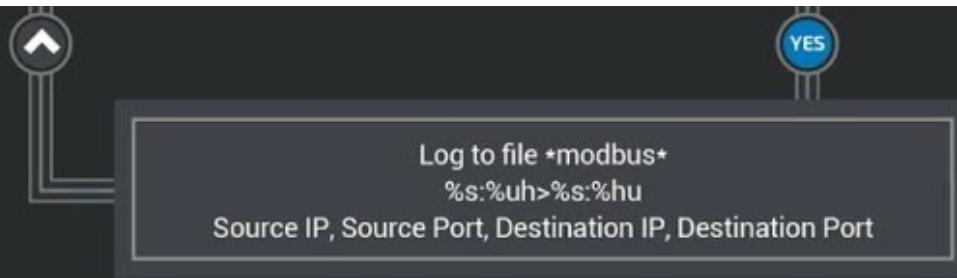 YES
Log to file *modbus*
%s:%uh>%s:%hu
Source IP, Source Port, Destination IP, Destination Port